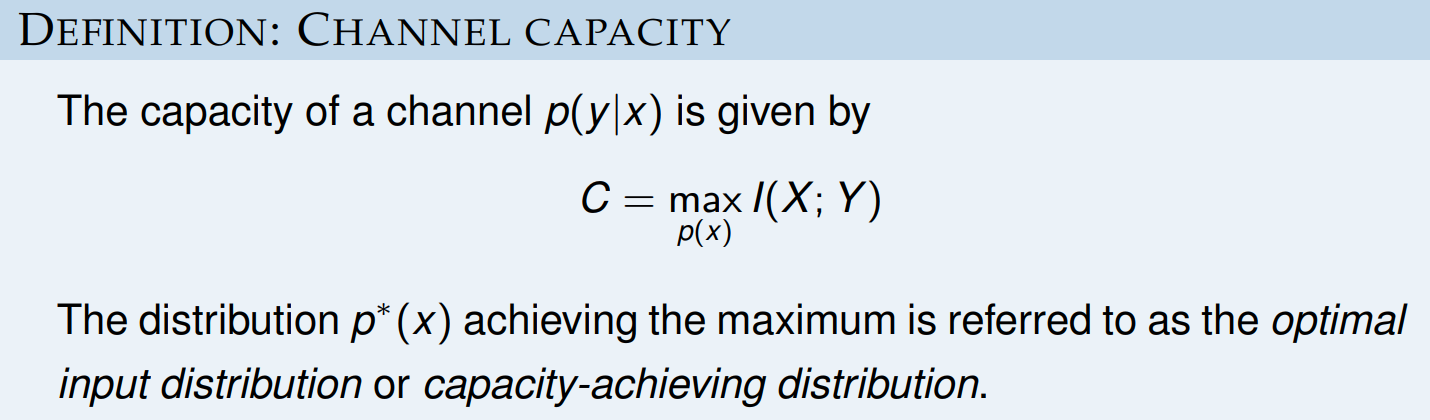 DEFINITION: CHANNEL CAPACITY
The capacity of a channel p(y|x) is given by
C = max I(X; Y)
p(x)
The distribution p*(x) achieving the maximum is referred to as the optimal
input distribution or capacity-achieving distribution.